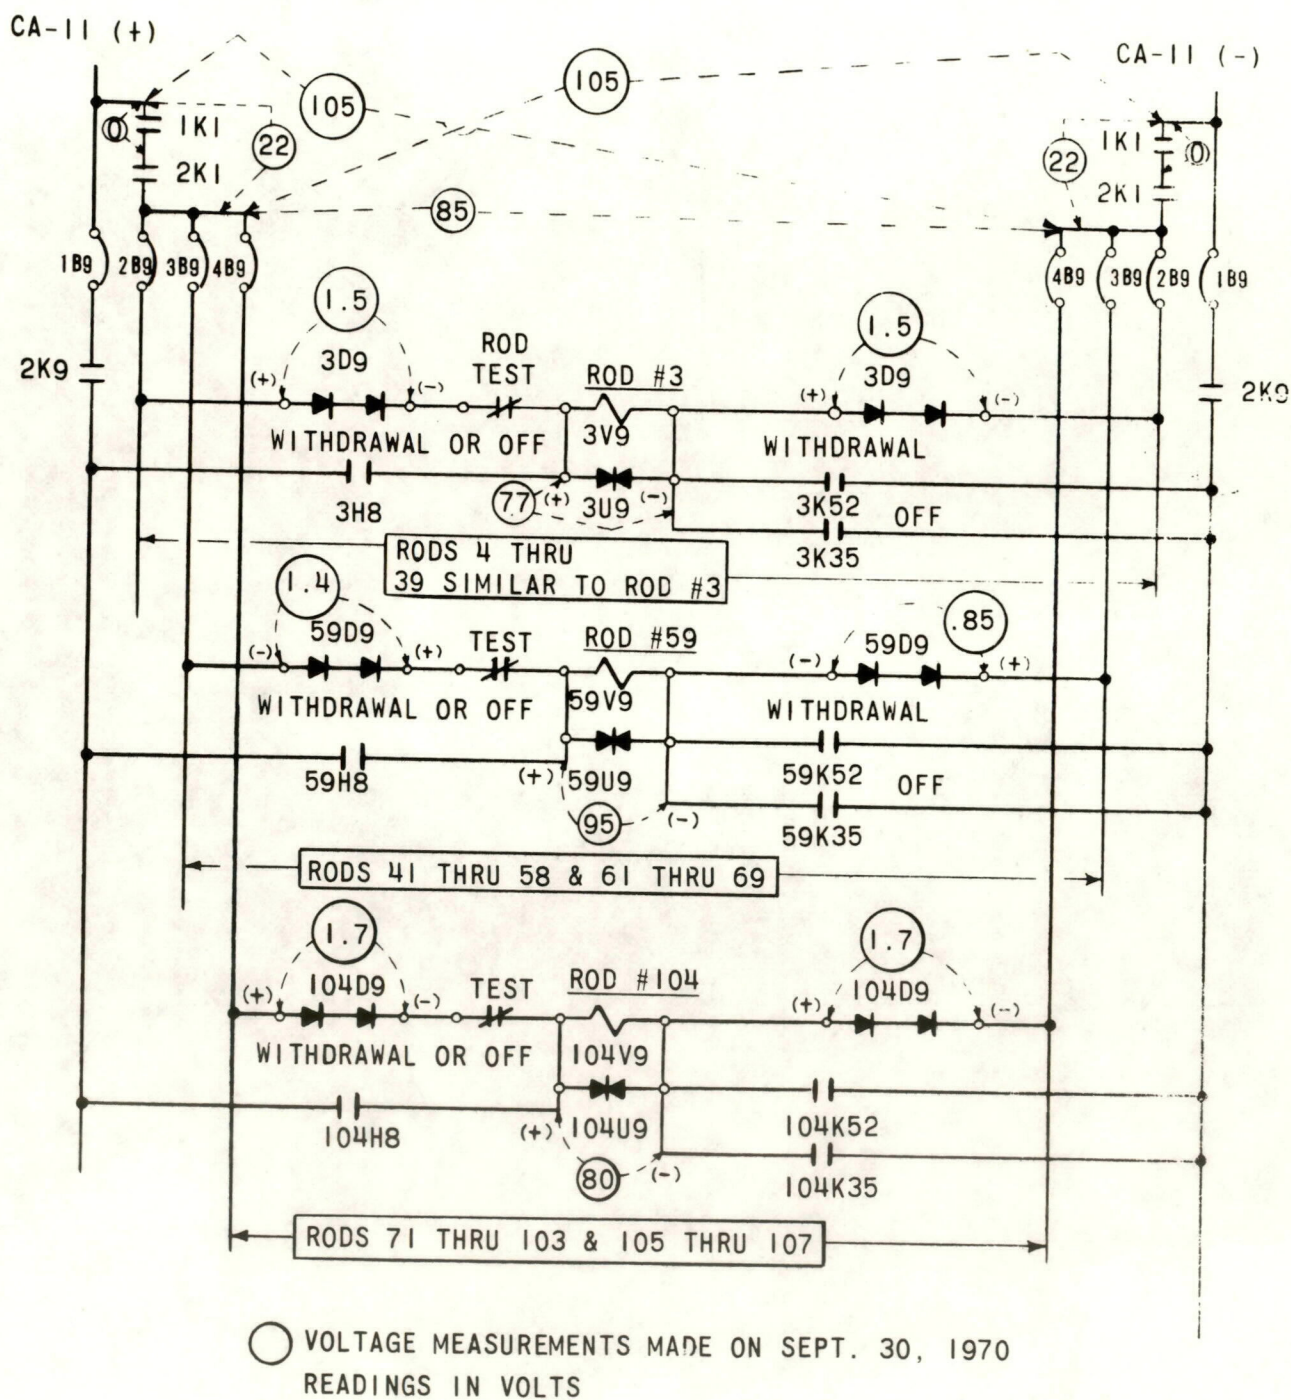 CA-11 (+)
CA-11 (-)
105
105
0
1K1
22
2K1
85
1K1
0
22
2K1
1B9
2B9
3B9
4B9
4B9
3B9
2B9
1B9
2K9
2K9
1.5
3D9
(+)
(-)
ROD
TEST
ROD #3
3V9
1.5
3D9
(+)
(-)
WITHDRAWAL OR OFF
WITHDRAWAL
3H8
77
(+)
3U9
(-)
3K52
OFF
3K35
RODS 4 THRU
39 SIMILAR TO ROD #3
1.4
59D9
(-)
(+)
TEST
ROD #59
59V9
.85
59D9
(-)
(+)
WITHDRAWAL OR OFF
WITHDRAWAL
59H8
(+)
59U9
95
(-)
59K52
OFF
59K35
RODS 41 THRU 58 & 61 THRU 69
1.7
104D9
(+)
(-)
TEST
ROD #104
104V9
1.7
104D9
(+)
(-)
WITHDRAWAL OR OFF
104H8
(+)
104U9
80
(-)
104K52
104K35
RODS 71 THRU 103 & 105 THRU 107
VOLTAGE MEASUREMENTS MADE ON SEPT. 30, 1970
READINGS IN VOLTS